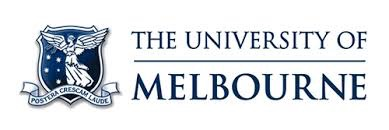 THE UNIVERSITY OF
MELBOURNE
POSTERA CRESCAM LAUDE